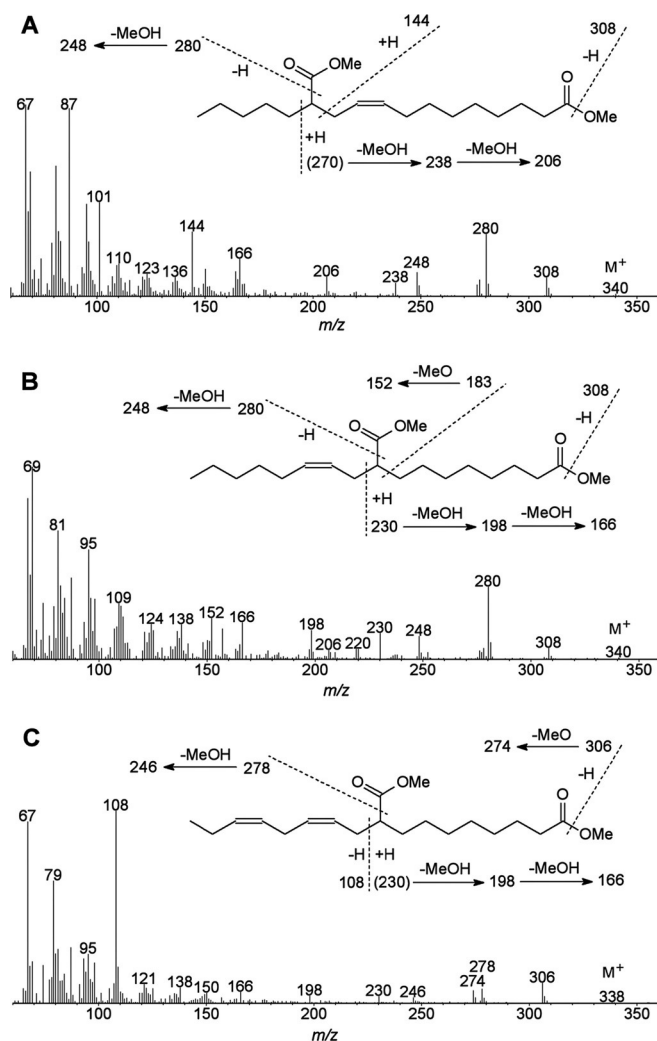 A
248 -MeOH 280
-H
O OMe
144
+H
308
-H
O
OMe
+H
(270) -MeOH 238 -MeOH 206
67 87
101
110 123 136 144 166 206 238 248 280 308 M+ 340
100 150 200 250 300 350
m/z
B
248 -MeOH 280
-H
O OMe
152 -MeO 183
308
-H
O
OMe
+H
230 -MeOH 198 -MeOH 166
69
81
95
109 124 138 152 166 198 206 220 230 248 280 308 M+ 340
100 150 200 250 300 350
m/z
C
246 -MeOH 278
O OMe
274 -MeO 306
-H
O
OMe
-H +H
108 (230) -MeOH 198 -MeOH 166
67 108
79
95
121 138 150 166 198 230 246 274 278 306 M+ 338
100 150 200 250 300 350
m/z